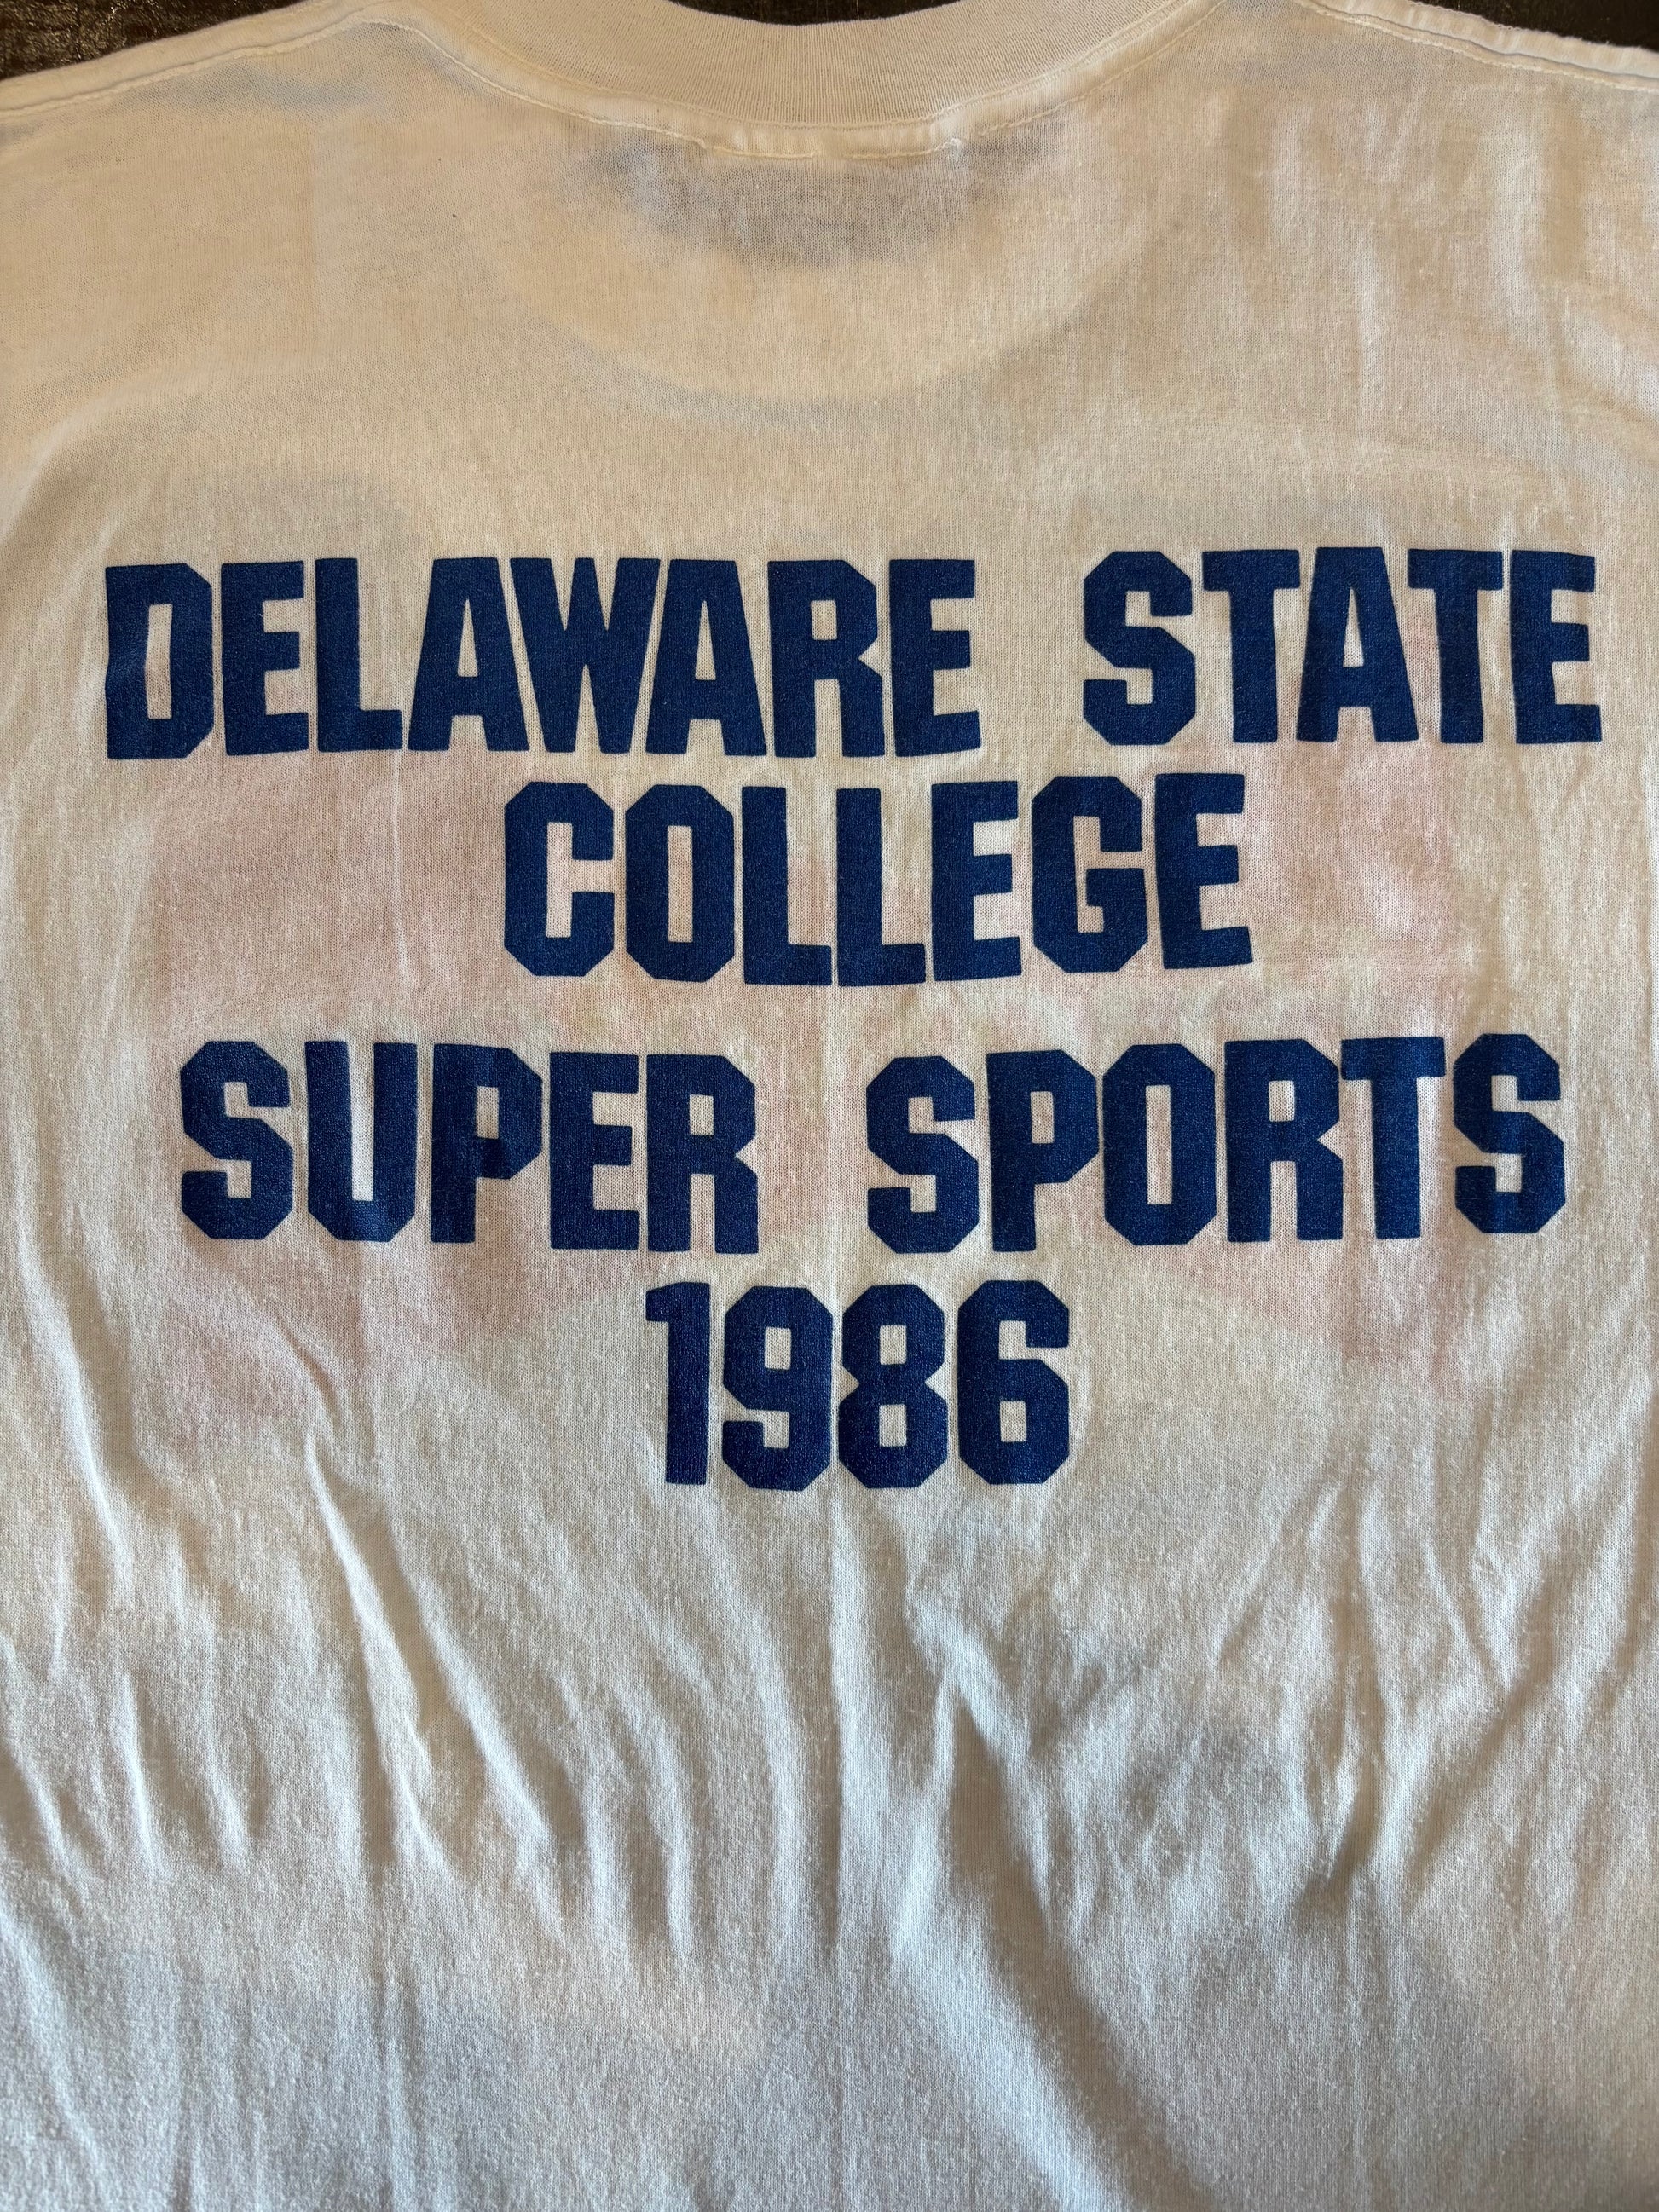 DELAWARE STATE
COLLEGE
SUPER SPORTS
1986